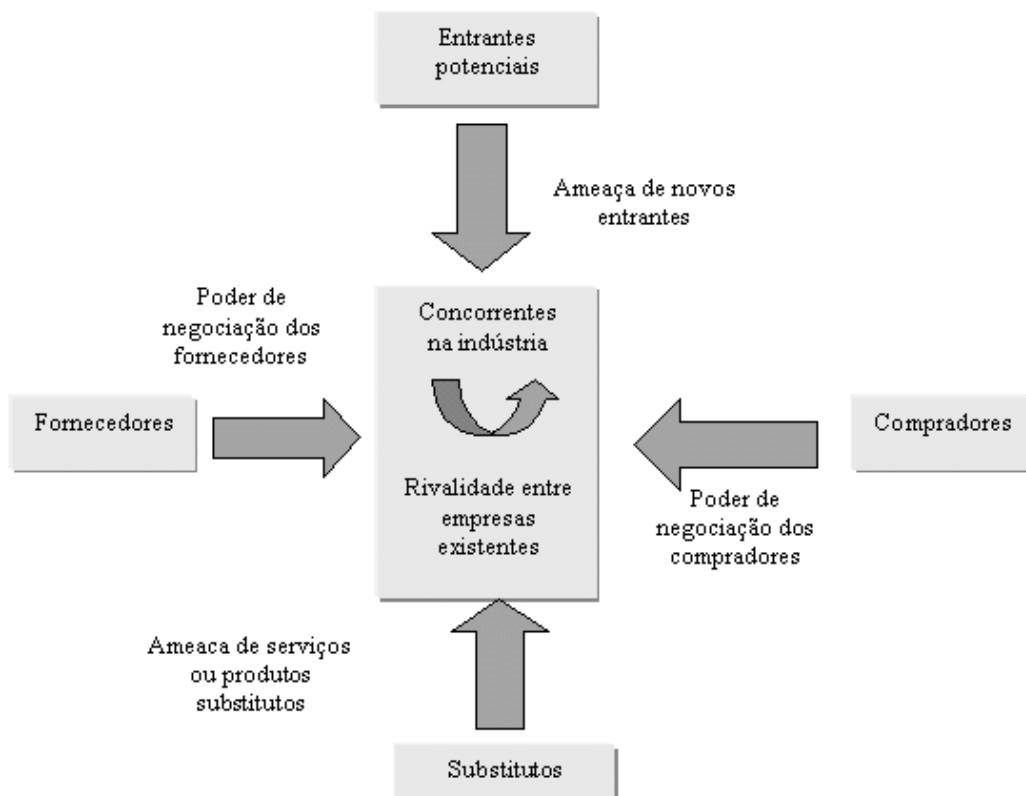 Entrantes
potenciais
Ameaça de novos
entrantes
Poder de
negociação dos
fornecedores
Concorrentes
na indústria
Fornecedores
Compradores
Rivalidade entre
empresas
existentes
Poder de
negociação dos
compradores
Ameaca de serviços
ou produtos
substitutos
Substitutos